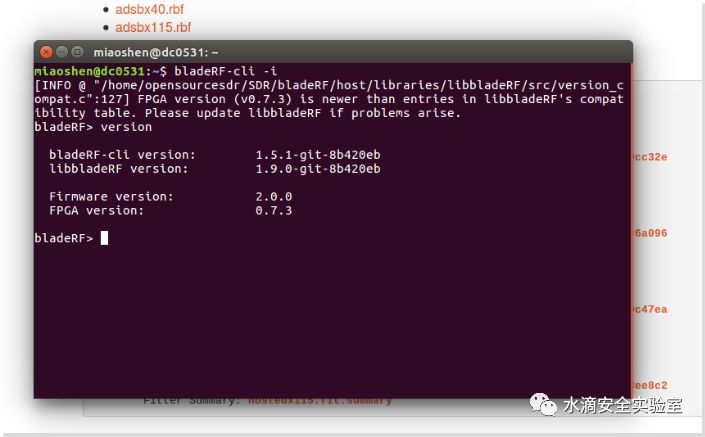 adsbx40.rbf
adsbx115.rbf
miaoshen@dc0531: ~
miaoshen@dc0531:~$ bladeRF-cli -i
[INFO @ "/home/opensourcesdr/SDR/bladeRF/host/libraries/libbladeRF/src/version_c
ompat.c":127] FPGA version (v0.7.3) is newer than entries in libbladeRF's compat
ibility table. Please update libbladeRF if problems arise.
bladeRF> version
bladeRF-cli version: 1.5.1-git-8b420eb
libbladeRF version: 1.9.0-git-8b420eb
Firmware version: 2.0.0
FPGA version: 0.7.3
bladeRF>
cc32e
6a096
c47ea
ee8c2
Fitter Summary: hostedx115.fit.summary
水滴安全实验室